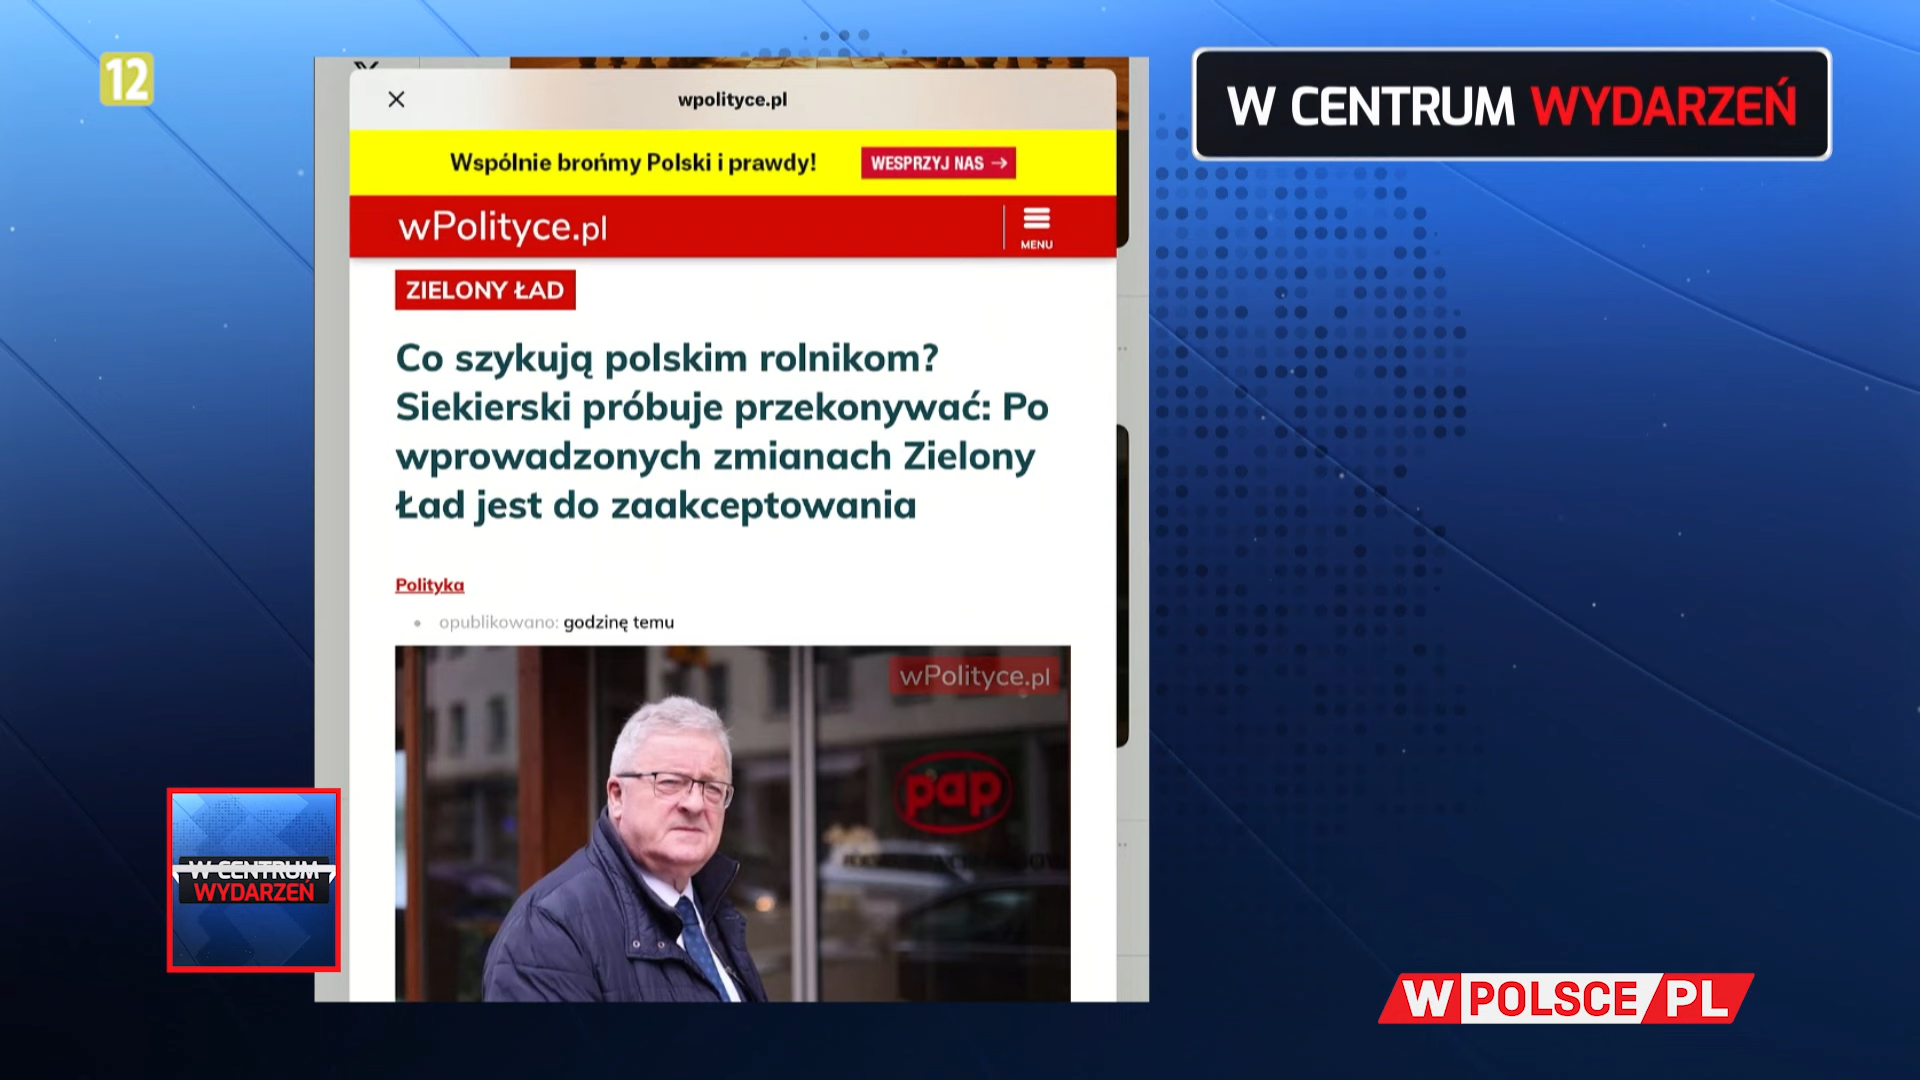 12
W CENTRUM WYDARZEŃ
wpolityce.pl
Wspólnie brońmy Polski i prawdy!
WESPRZYJ NAS →
wPolityce.pl
MENU
ZIELONY ŁAD
Co szykują polskim rolnikom?
Siekierski próbuje przekonywać: Po
wprowadzonych zmianach Zielony
Ład jest do zaakceptowania
Polityka
• opublikowano: godzinę temu
wPolityce.pl
pap
W CENTRUM
WYDARZEŃ
WPOLSCE/PL